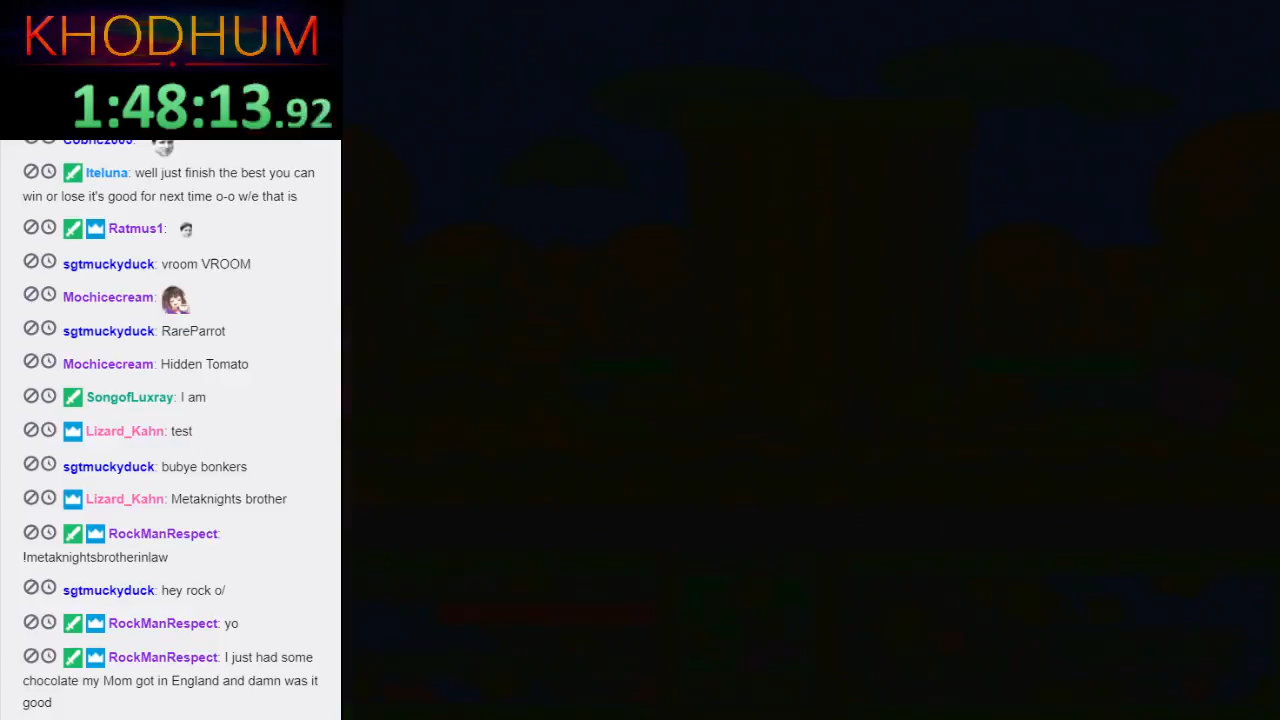 KHODHUM
1:48:13.92
Iteluna: well just finish the best you can
win or lose it's good for next time o-o w/e that is
Ratmus1:
sgtmuckyduck: vroom VROOM
Mochicecream:
sgtmuckyduck: RareParrot
Mochicecream: Hidden Tomato
SongofLuxray: I am
Lizard_Kahn: test
sgtmuckyduck: bubye bonkers
Lizard_Kahn: Metaknights brother
RockManRespect:
!metaknightsbrotherinlaw
sgtmuckyduck: hey rock o/
RockManRespect: yo
RockManRespect: I just had some
chocolate my Mom got in England and damn was it
good